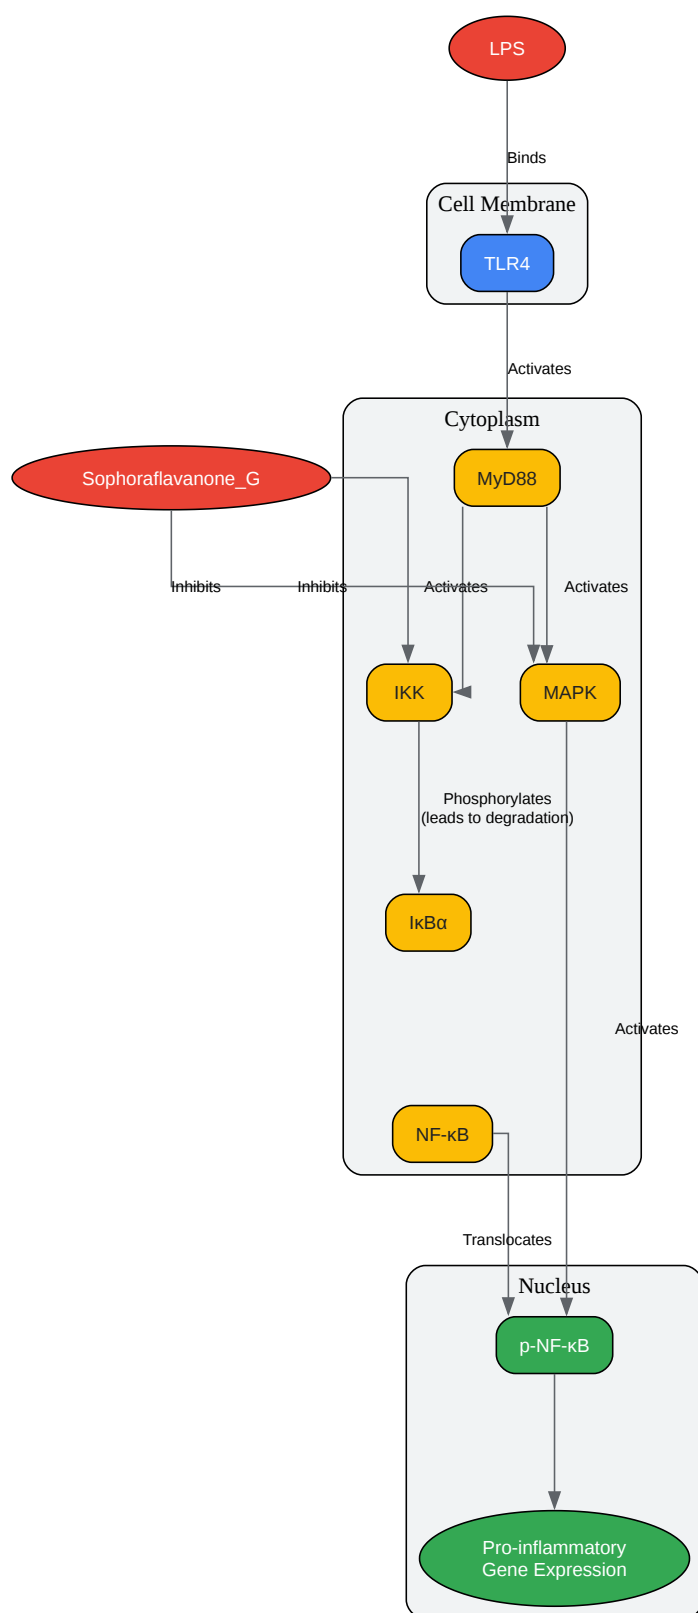 LPS
Binds
Cell Membrane
TLR4
Activates
Cytoplasm
Sophoraflavanone_G
MyD88
Inhibits
Inhibits
Activates
Activates
IKK
MAPK
Phosphorylates
(leads to degradation)
IκBα
Activates
NF-κB
Translocates
Nucleus
p-NF-κB
Pro-inflammatory
Gene Expression